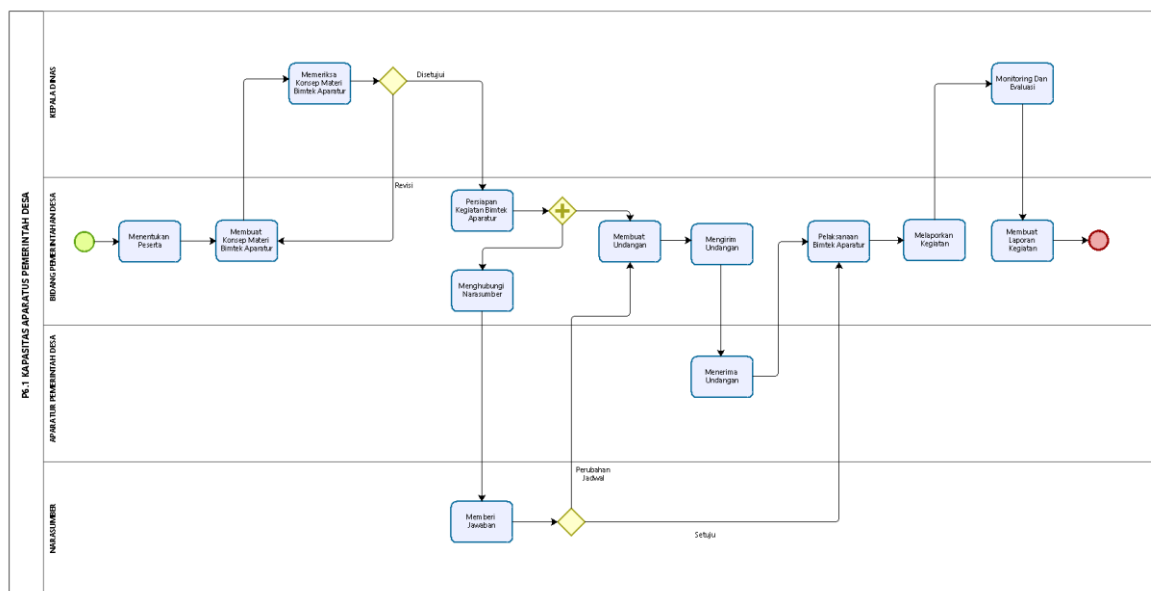 P6.1 KAPASITAS APARATUS PEMERINTAH DESA
KEPALA DINAS
Memeriksa
Konsep Materi
Bimtek Aparatur
Disetujui
Revisi
Monitoring Dan
Evaluasi
BIDANG PEMERINTAHAN DESA
Menentukan
Peserta
Membuat
Konsep Materi
Bimtek Aparatur
Persiapan
Kegiatan Bimtek
Aparatur
Menghubungi
Narasumber
Membuat
Undangan
Mengirim
Undangan
Pelaksanaan
Bimtek Aparatur
Melaporkan
Kegiatan
Membuat
Laporan
Kegiatan
APARATUR PEMERINTAH DESA
Menerima
Undangan
NARASUMBER
Memberi
Jawaban
Perubahan
Jadwal
Setuju